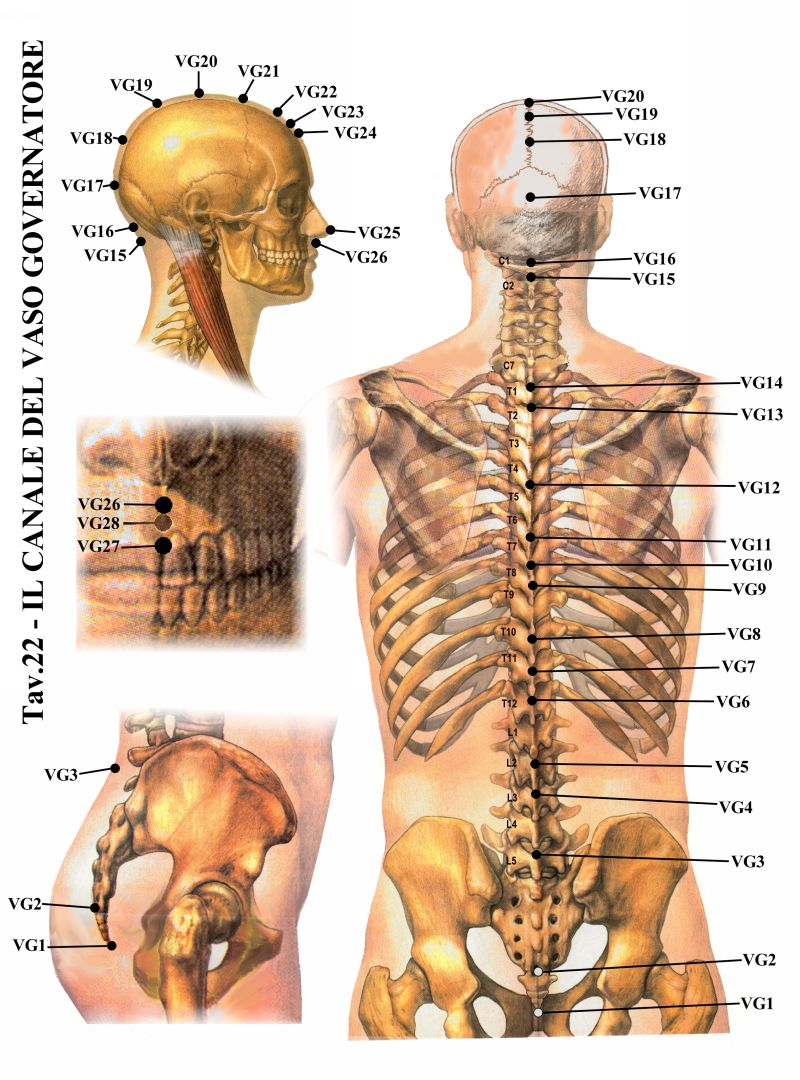 Tav.22 - IL CANALE DEL VASO GOVERNATORE
VG19
VG20
VG21
VG22
VG23
VG24
VG18
VG17
VG16
VG15
VG25
VG26
VG26
VG28
VG27
VG3
VG2
VG1
VG20
VG19
VG18
VG17
VG16
VG15
VG14
VG13
VG12
VG11
VG10
VG9
VG8
VG7
VG6
VG5
VG4
VG3
VG2
VG1
C1
C2
C7
T1
T2
T3
T4
T5
T6
T7
T8
T9
T10
T11
T12
L1
L2
L3
L4
L5